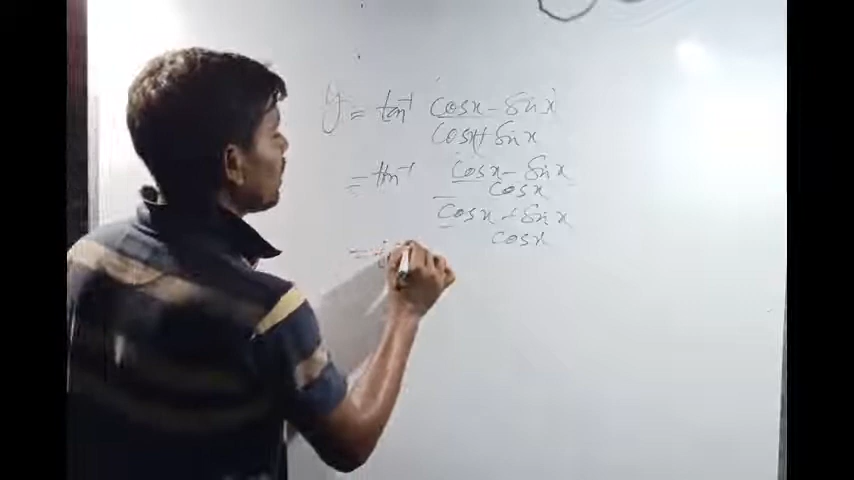 y = tan⁻¹ cosx - sinx
cosx + sinx
= tan⁻¹ cosx - sinx
cosx
cosx + sinx
cosx
=